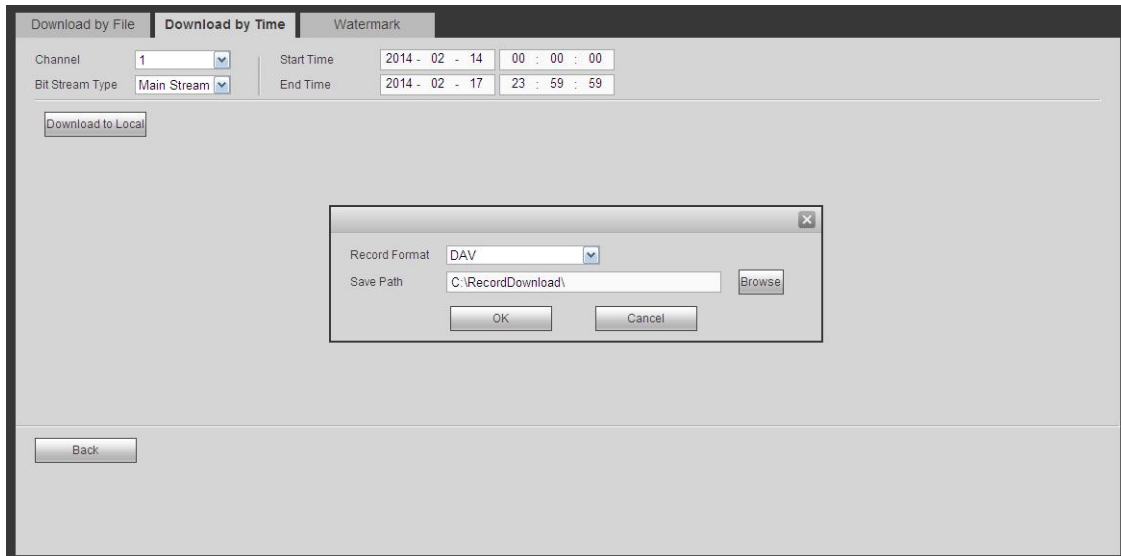 Download by File Download by Time Watermark
Channel 1 Start Time 2014 - 02 - 14 00 : 00 : 00
Bit Stream Type Main Stream End Time 2014 - 02 - 17 23 : 59 : 59
Download to Local
Record Format DAV
Save Path C:\RecordDownload\ Browse
OK Cancel
Back